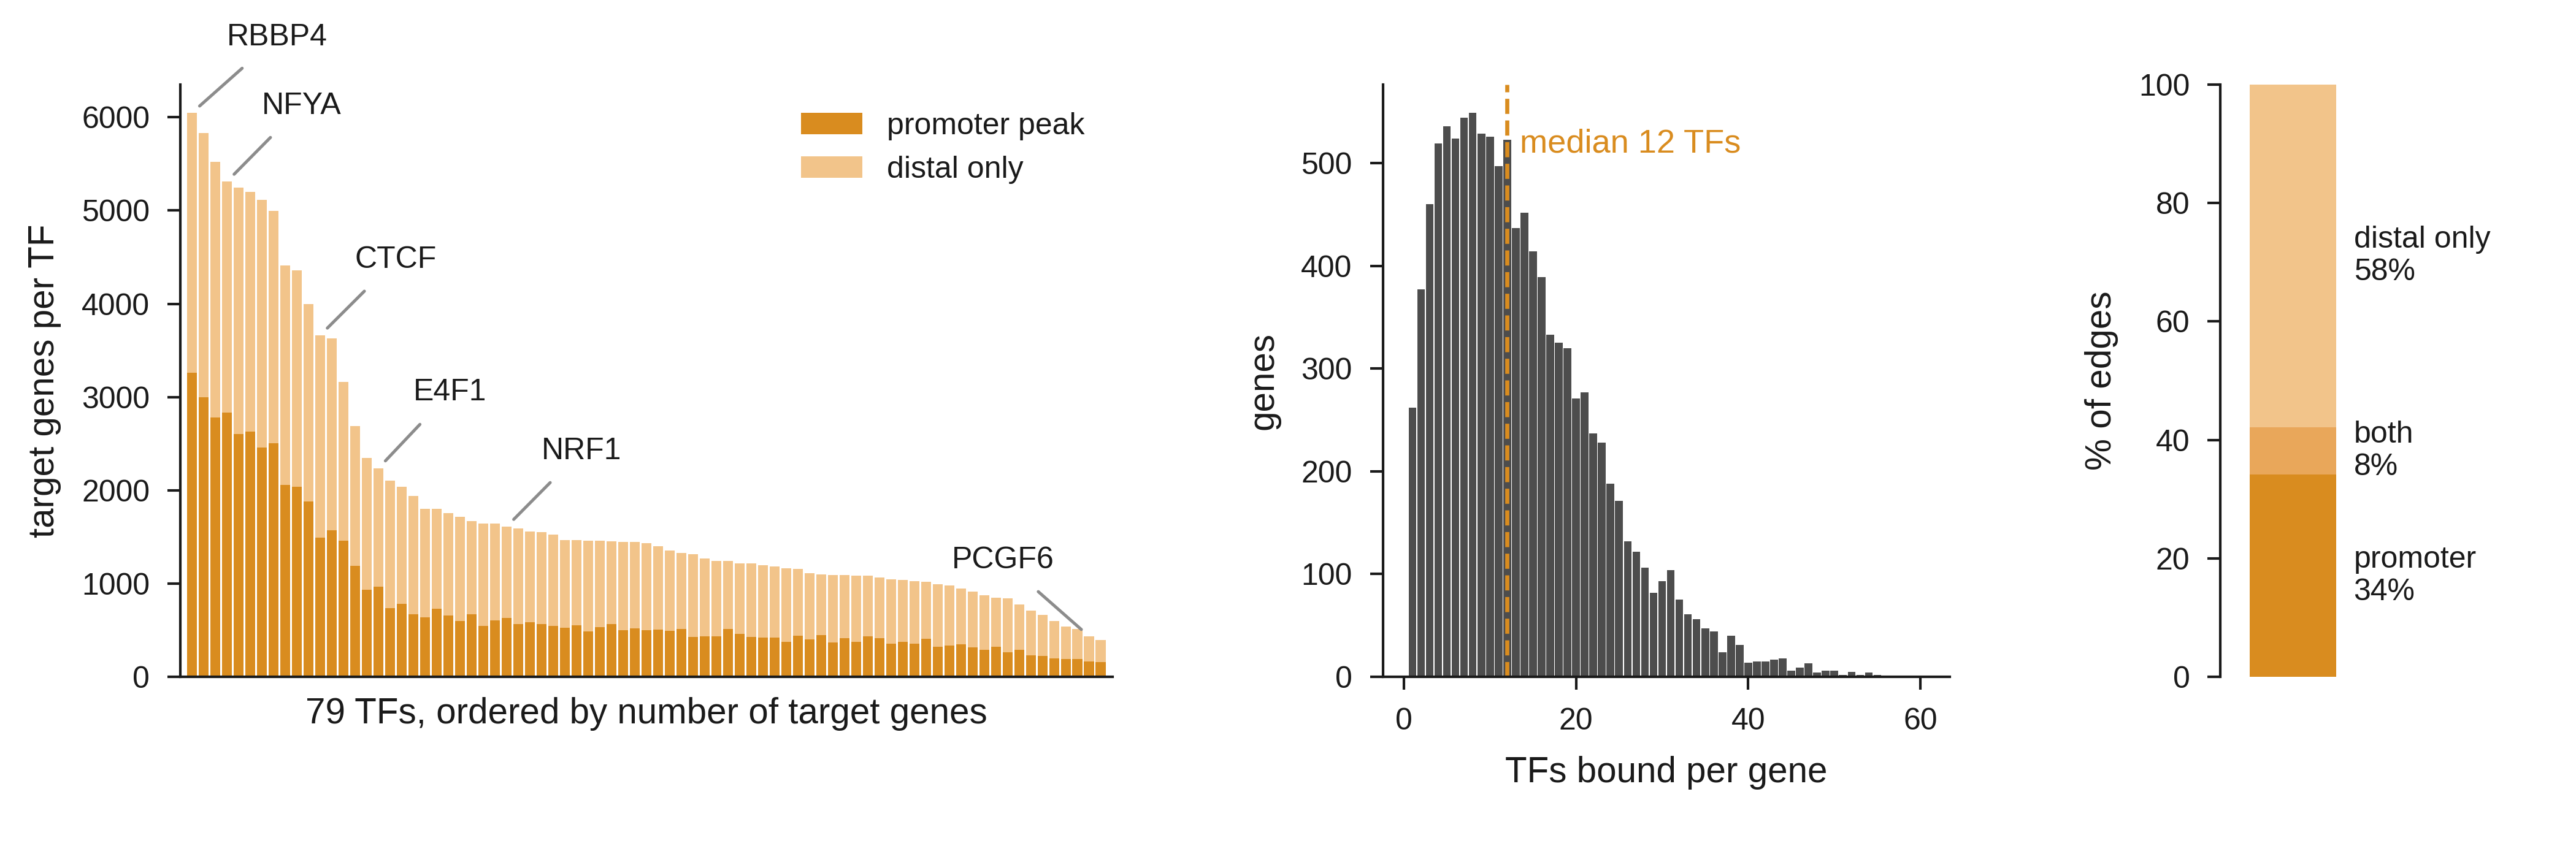 RBBP4
NFYA
CTCF
E4F1
NRF1
PCGF6
promoter peak
distal only
6000
5000
4000
3000
2000
1000
0
target genes per TF
79 TFs, ordered by number of target genes
median 12 TFs
500
400
300
200
100
0
genes
0
20
40
60
TFs bound per gene
100
80
60
40
20
0
% of edges
distal only
58%
both
8%
promoter
34%